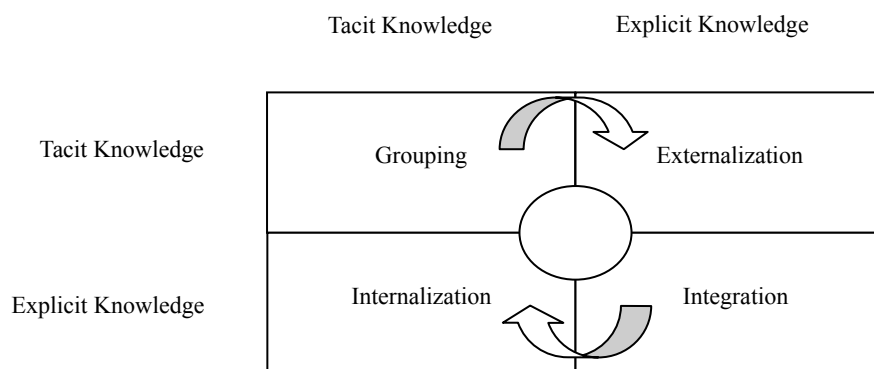 Tacit Knowledge
Explicit Knowledge
Tacit Knowledge
Grouping
Externalization
Explicit Knowledge
Internalization
Integration